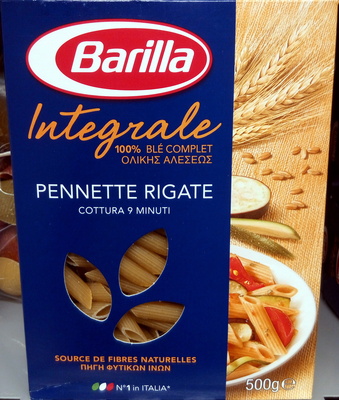 Barilla
Integrale
100% BLÉ COMPLET
ΟΛΙΚΗΣ ΑΛΕΣΕΩΣ
PENNETTE RIGATE
COTTURA 9 MINUTI
SOURCE DE FIBRES NATURELLES
ΠΗΓΗ ΦΥΤΙΚΩΝ ΙΝΩΝ
N°1 in ITALIA*
500g℮